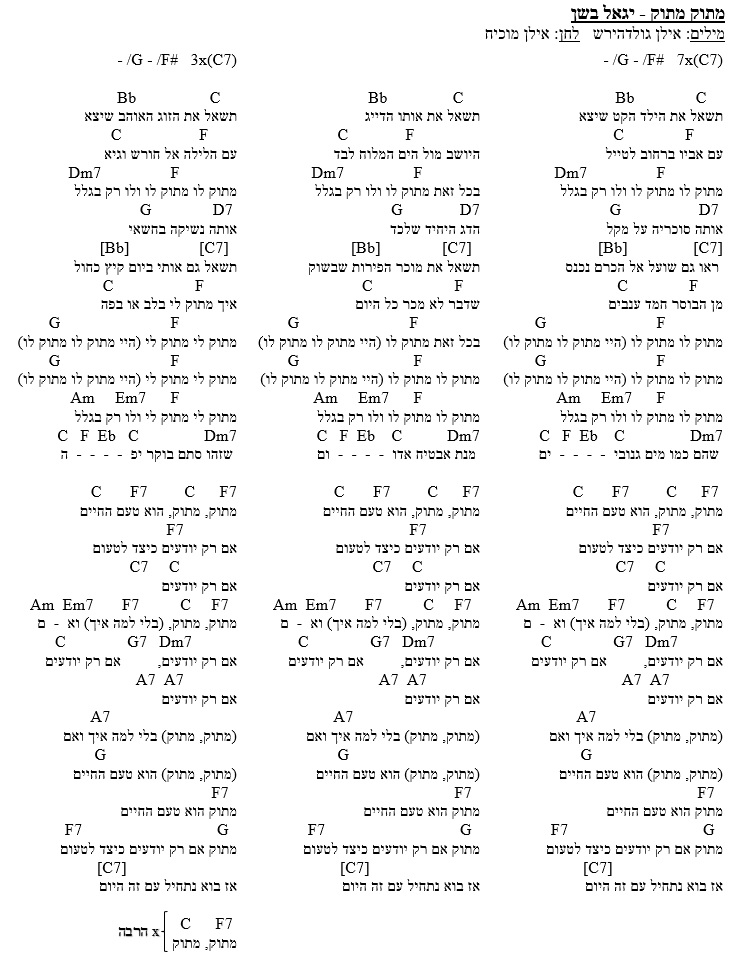 מתוק מתוק - יגאל בשן
מילים: אילן גולדהירש לחן: אילן מוכיח
- /G - /F# 7x(C7)
Bb C
תשאל את הילד הקט שיצא
C F
עם אביו ברחוב לטייל
Dm7 F
מתוק לו מתוק לו ולו רק בגלל
G D7
אותה סוכריה על מקל
[Bb] [C7]
ראו גם שועל אל הכרם נכנס
C F
מן הבוסר חמד ענבים
G F
מתוק לו מתוק לו (היי מתוק לו מתוק לו)
G F
מתוק לו מתוק לו (היי מתוק לו מתוק לו)
Am Em7 F
מתוק לו מתוק לו ולו רק בגלל
C F Eb C Dm7
שהם כמו מים גנובי - - - - ים
C F7 C F7
מתוק, מתוק, הוא טעם החיים
F7
אם רק יודעים כיצד לטעום
C7 C
אם רק יודעים
Am Em7 F7 C F7
מתוק, מתוק, (בלי למה איך) וא - ם
C G7 Dm7
אם רק יודעים, אם רק יודעים
A7 A7
אם רק יודעים
A7
(מתוק, מתוק) בלי למה איך ואם
G
(מתוק, מתוק) הוא טעם החיים
F7
מתוק הוא טעם החיים
F7 G
מתוק אם רק יודעים כיצד לטעום
[C7]
אז בוא נתחיל עם זה היום
Bb C
תשאל את אותו הדייג
C F
היושב מול הים המלוח לבד
Dm7 F
בכל זאת מתוק לו ולו רק בגלל
G D7
הדג היחיד שלכד
[Bb] [C7]
תשאל את מוכר הפירות שבשוק
C F
שדבר לא מכר כל היום
G F
בכל זאת מתוק לו (היי מתוק לו מתוק לו)
G F
מתוק לו מתוק לו (היי מתוק לו מתוק לו)
Am Em7 F
מתוק לו מתוק לו ולו רק בגלל
C F Eb C Dm7
מנת אבטיח אדו - - - - ום
C F7 C F7
מתוק, מתוק, הוא טעם החיים
F7
אם רק יודעים כיצד לטעום
C7 C
אם רק יודעים
Am Em7 F7 C F7
מתוק, מתוק, (בלי למה איך) וא - ם
C G7 Dm7
אם רק יודעים, אם רק יודעים
A7 A7
אם רק יודעים
A7
(מתוק, מתוק) בלי למה איך ואם
G
(מתוק, מתוק) הוא טעם החיים
F7
מתוק הוא טעם החיים
F7 G
מתוק אם רק יודעים כיצד לטעום
[C7]
אז בוא נתחיל עם זה היום
- /G - /F# 3x(C7)
Bb C
תשאל את הזוג האוהב שיצא
C F
עם הלילה אל חורש וגיא
Dm7 F
מתוק לו מתוק לו ולו רק בגלל
G D7
אותה נשיקה בחשאי
[Bb] [C7]
תשאל גם אותי ביום קיץ כחול
C F
איך מתוק לי בלב או בפה
G F
מתוק לי מתוק לי (היי מתוק לו מתוק לו)
G F
מתוק לי מתוק לי (היי מתוק לו מתוק לו)
Am Em7 F
מתוק לי מתוק לי ולו רק בגלל
C F Eb C Dm7
שזהו סתם בוקר יפ - - - - ה
C F7 C F7
מתוק, מתוק, הוא טעם החיים
F7
אם רק יודעים כיצד לטעום
C7 C
אם רק יודעים
Am Em7 F7 C F7
מתוק, מתוק, (בלי למה איך) וא - ם
C G7 Dm7
אם רק יודעים, אם רק יודעים
A7 A7
אם רק יודעים
A7
(מתוק, מתוק) בלי למה איך ואם
G
(מתוק, מתוק) הוא טעם החיים
F7
מתוק הוא טעם החיים
F7 G
מתוק אם רק יודעים כיצד לטעום
[C7]
אז בוא נתחיל עם זה היום
C F7
מתוק, מתוק
x הרבה